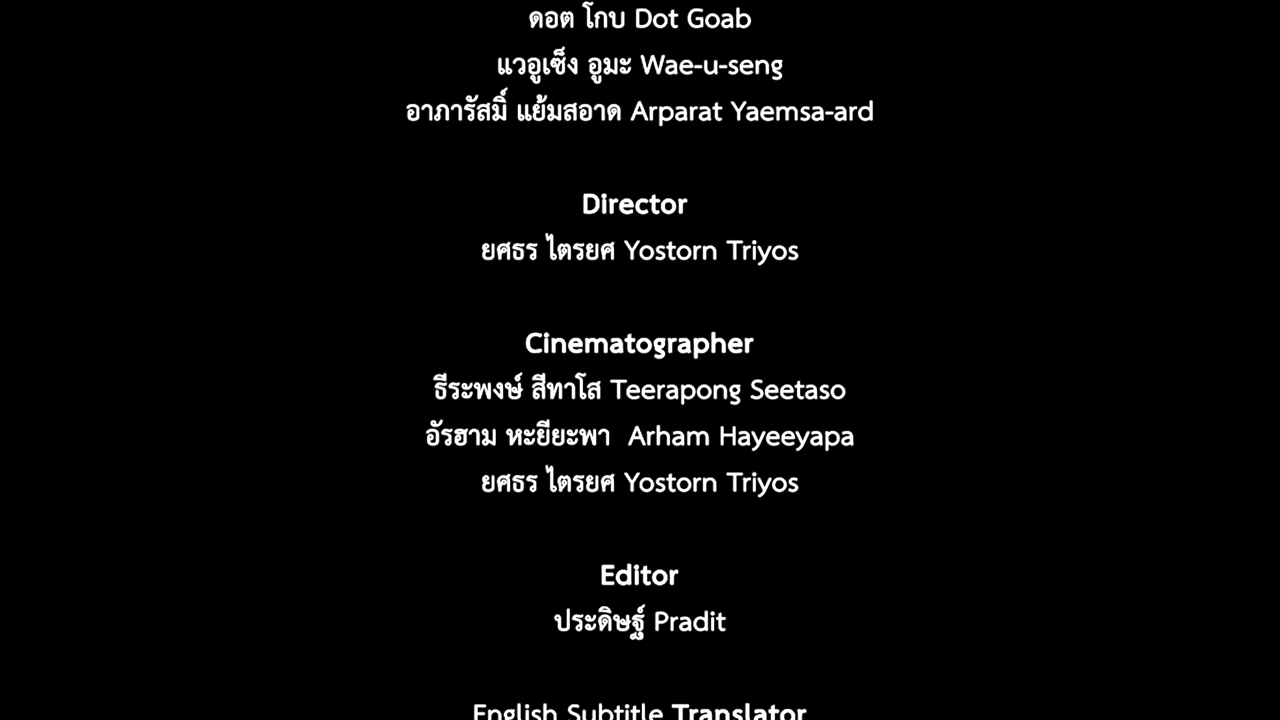 ดอต โกบ Dot Goab
แวอูเซ็ง อูมะ Wae-u-seng
อาภารัสมิ์ แย้มสอาด Arparat Yaemsa-ard
Director
ยศธร ไตรยศ Yostorn Triyos
Cinematographer
ธีระพงษ์ สีทาโส Teerapong Seetaso
อัรฮาม หะยียะพา Arham Hayeeyapa
ยศธร ไตรยศ Yostorn Triyos
Editor
ประดิษฐ์ Pradit
English Subtitle Translator